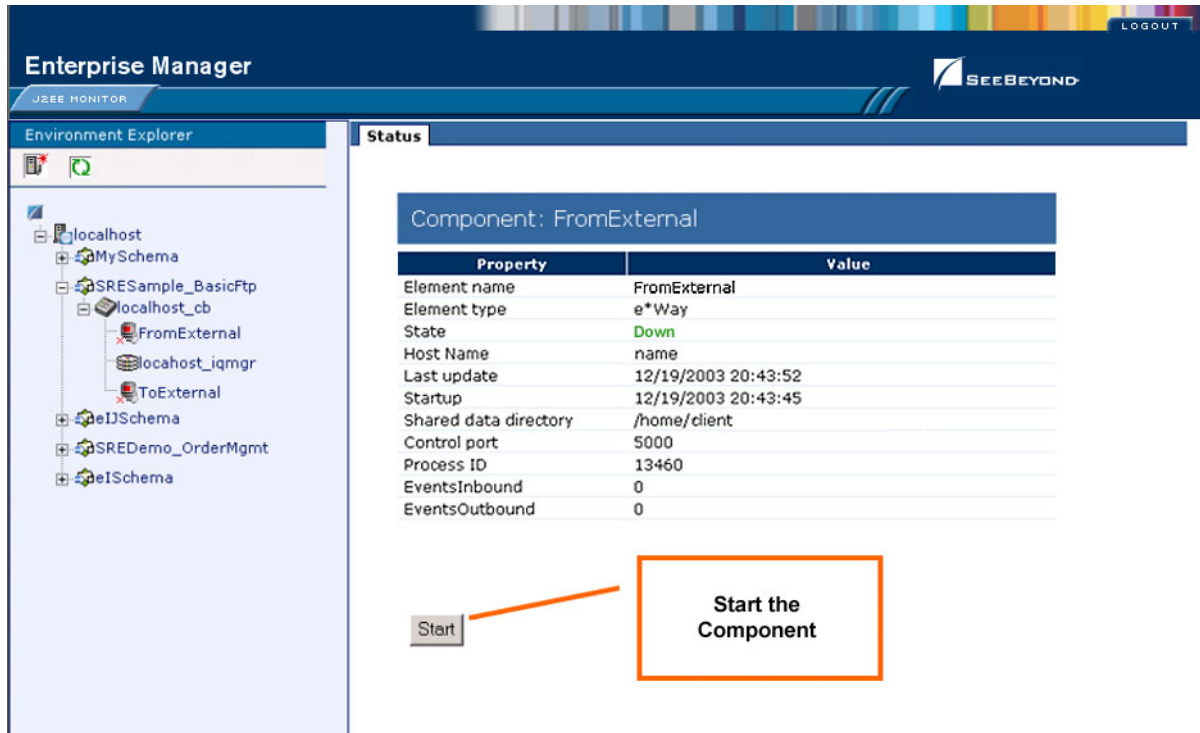 LOGOUT
Enterprise Manager
SEEBEYOND
J2EE MONITOR
Environment Explorer
localhost
MySchema
SRESample_BasicFtp
localhost_cb
FromExternal
locahost_iqmgr
ToExternal
eIJSchema
SREDemo_OrderMgmt
eISchema
Status
Component: FromExternal
Property Value
Element name FromExternal
Element type e*Way
State Down
Host Name name
Last update 12/19/2003 20:43:52
Startup 12/19/2003 20:43:45
Shared data directory /home/client
Control port 5000
Process ID 13460
EventsInbound 0
EventsOutbound 0
Start
Start the
Component